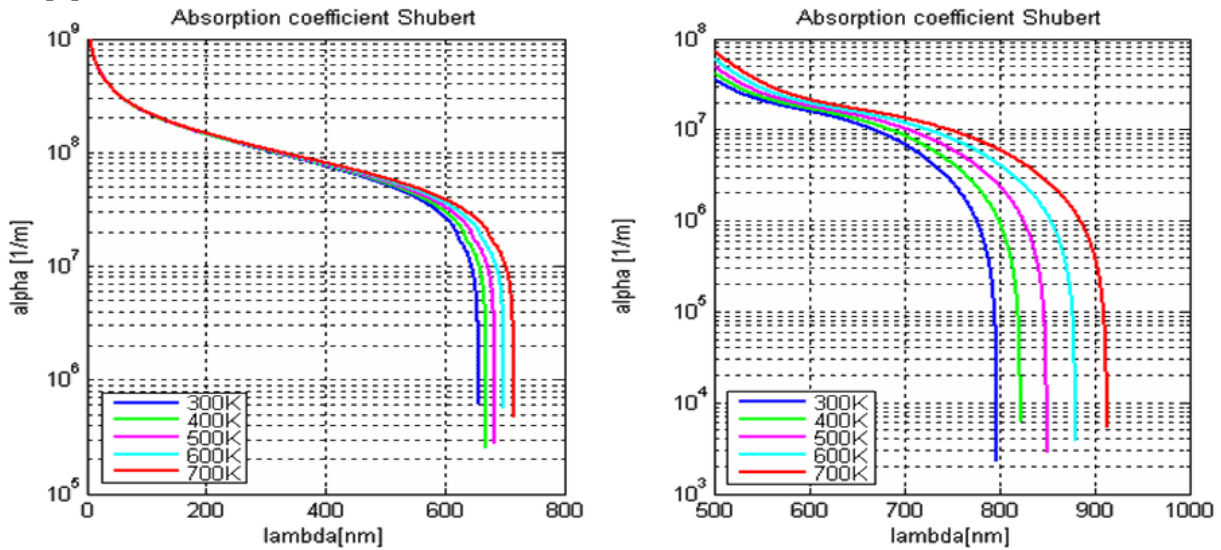 Absorption coefficient Shubert
10^9
10^8
10^7
10^6
10^5
alpha [1/m]
300K
400K
500K
600K
700K
0 200 400 600 800
lambda[nm]
Absorption coefficient Shubert
10^8
10^7
10^6
10^5
10^4
10^3
alpha [1/m]
300K
400K
500K
600K
700K
500 600 700 800 900 1000
lambda[nm]